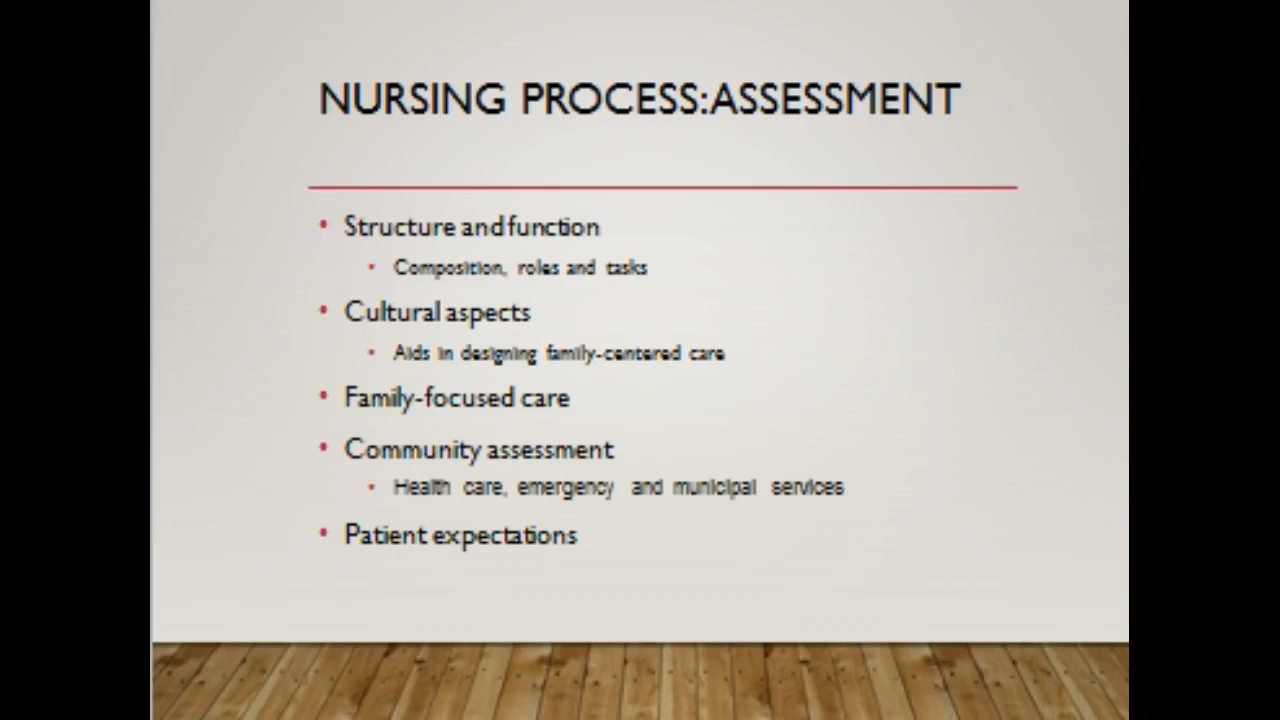 NURSING PROCESS:ASSESSMENT
• Structure and function
• Composition, roles and tasks
• Cultural aspects
• Aids in designing family-centered care
• Family-focused care
• Community assessment
• Health care, emergency and municipal services
• Patient expectations